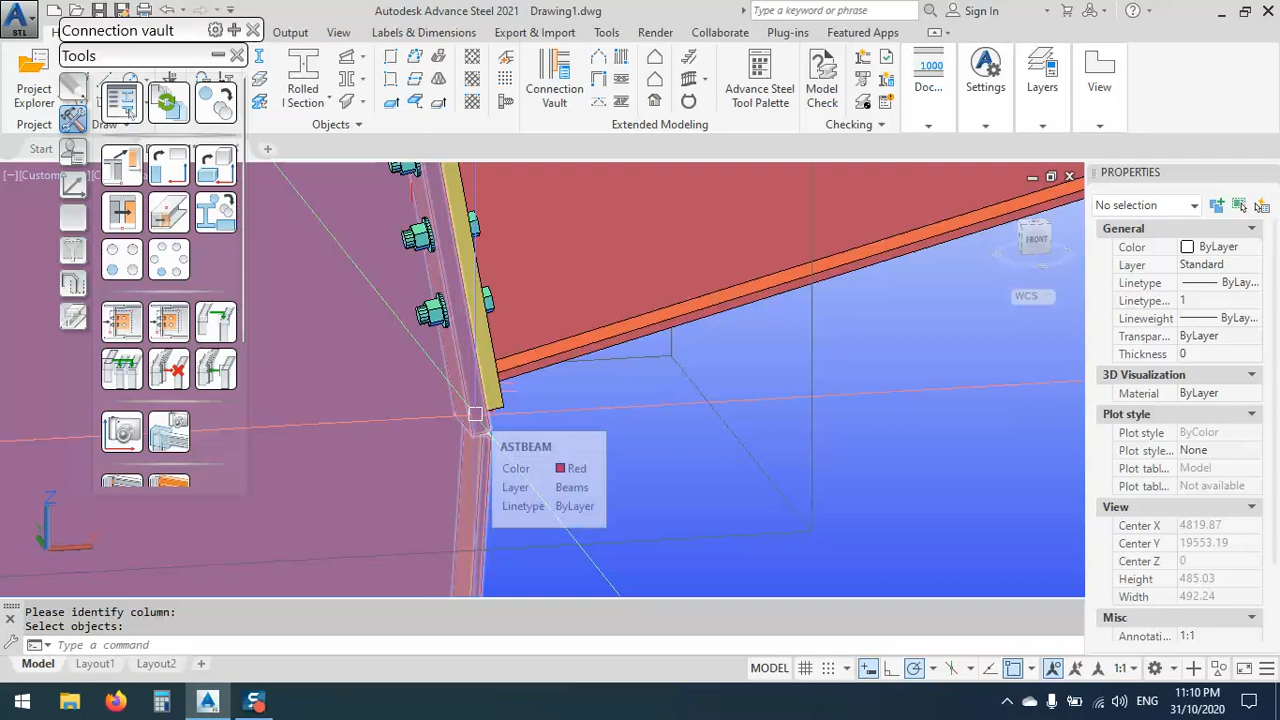 Autodesk Advance Steel 2021 Drawing1.dwg
Type a keyword or phrase
Sign In
STL
Connection vault
Output View Labels & Dimensions Export & Import Tools Render Collaborate Plug-ins Featured Apps
Tools
Project Explorer
Rolled I Section
Connection Vault
Advance Steel Tool Palette
Model Check
1000
Doc...
Settings
Layers
View
Project
Draw
Objects
Extended Modeling
Checking
Start
FRONT
WCS
ASTBEAM
Color Red
Layer Beams
Linetype ByLayer
Z
PROPERTIES
No selection
General
Color ByLayer
Layer Standard
Linetype ByLay...
Linetype... 1
Lineweight ByLay...
Transpar... ByLayer
Thickness 0
3D Visualization
Material ByLayer
Plot style
Plot style ByColor
Plot style... None
Plot tabl... Model
Plot tabl... Not available
View
Center X 4819.87
Center Y 19553.19
Center Z 0
Height 485.03
Width 492.24
Misc
Annotati... 1:1
Please identify column:
Select objects:
Type a command
Model Layout1 Layout2 +
MODEL
1:1
ENG
11:10 PM
31/10/2020